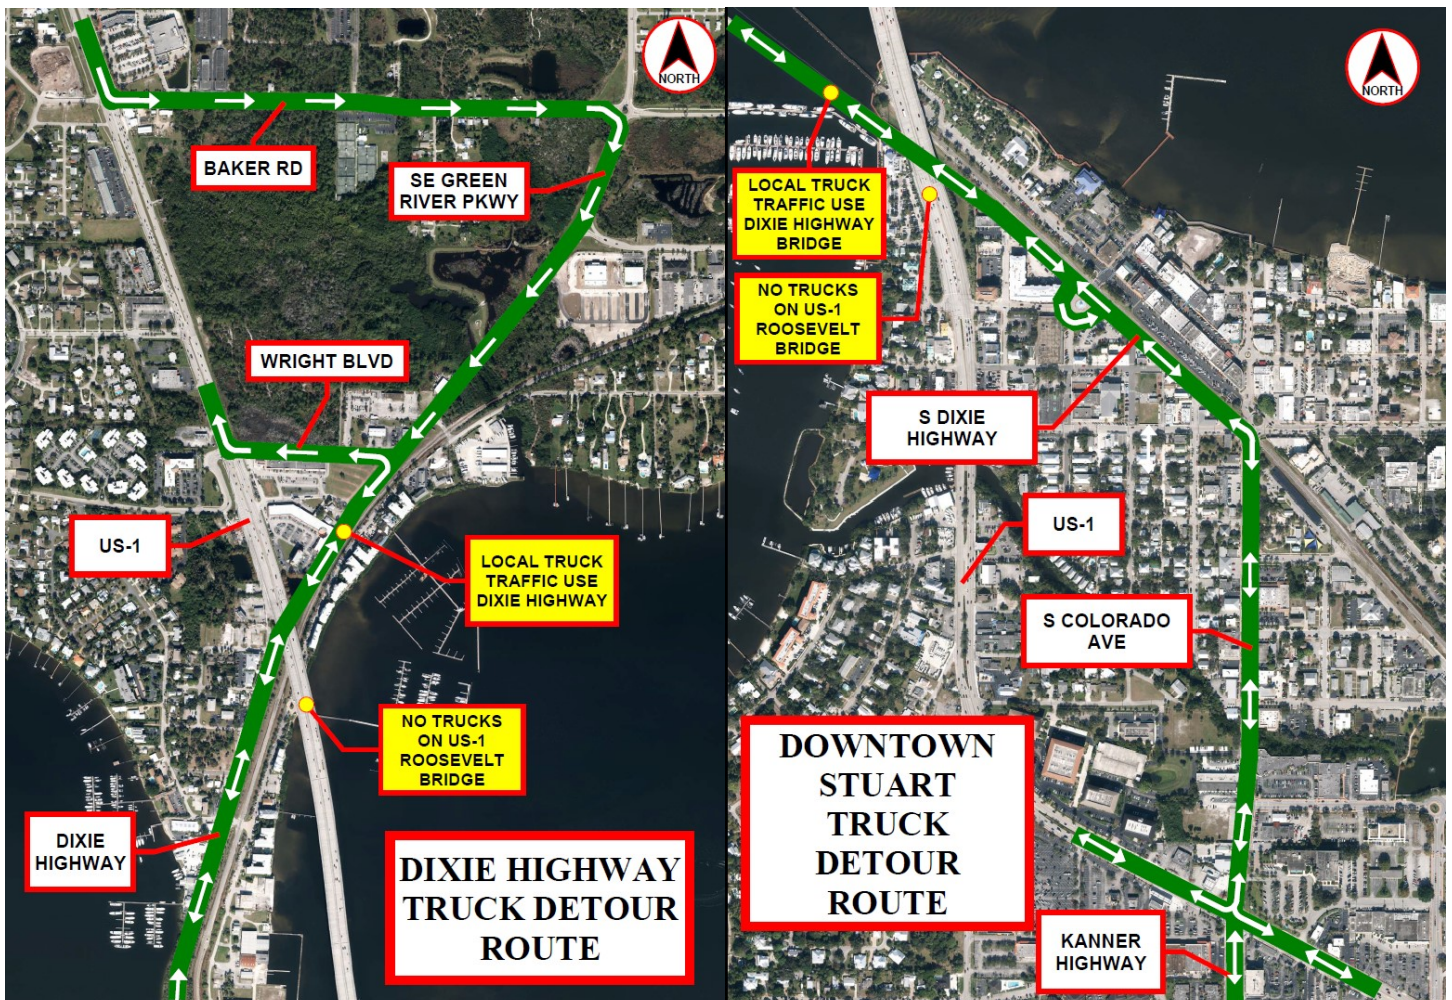 NORTH
BAKER RD
SE GREEN
RIVER PKWY
WRIGHT BLVD
US-1
LOCAL TRUCK
TRAFFIC USE
DIXIE HIGHWAY
NO TRUCKS
ON US-1
ROOSEVELT
BRIDGE
DIXIE
HIGHWAY
DIXIE HIGHWAY
TRUCK DETOUR
ROUTE
NORTH
LOCAL TRUCK
TRAFFIC USE
DIXIE HIGHWAY
BRIDGE
NO TRUCKS
ON US-1
ROOSEVELT
BRIDGE
S DIXIE
HIGHWAY
US-1
S COLORADO
AVE
DOWNTOWN
STUART
TRUCK
DETOUR
ROUTE
KANNER
HIGHWAY